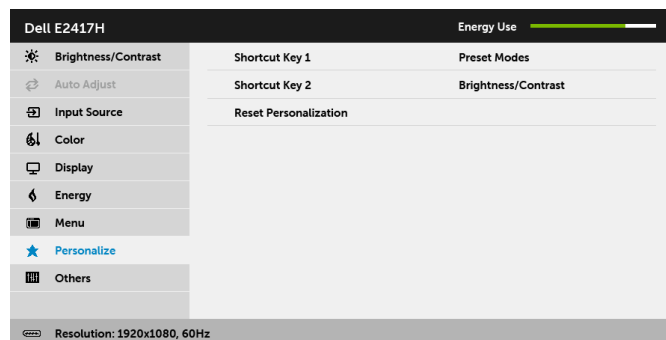 Dell E2417H Energy Use
Brightness/Contrast Shortcut Key 1 Preset Modes
Auto Adjust Shortcut Key 2 Brightness/Contrast
Input Source Reset Personalization
Color
Display
Energy
Menu
Personalize
Others
Resolution: 1920x1080, 60Hz